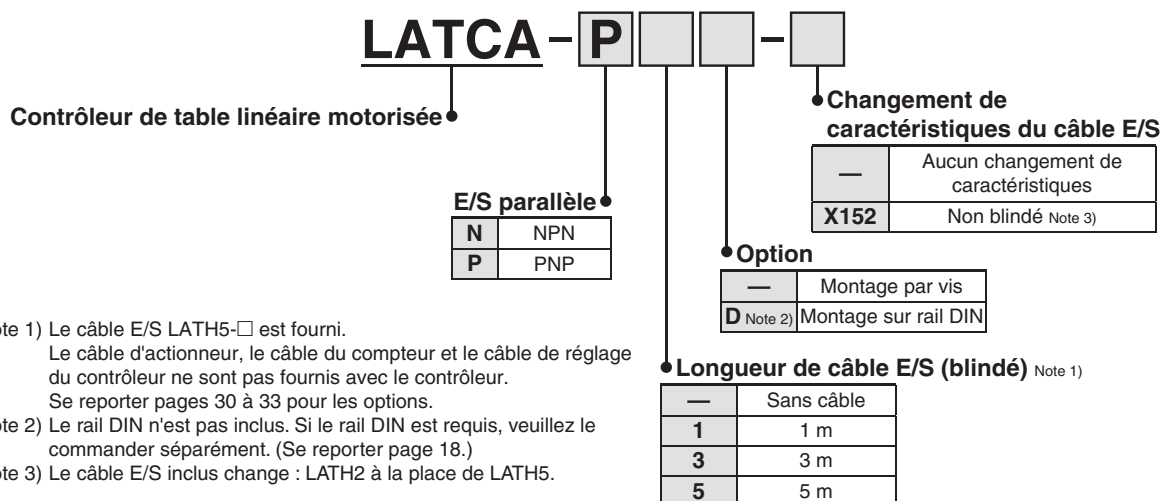 LATCA-P□□-□
Contrôleur de table linéaire motorisée
Changement de
caractéristiques du câble E/S
— Aucun changement de
caractéristiques
X152 Non blindé Note 3)
E/S parallèle
N NPN
P PNP
Option
— Montage par vis
D Note 2) Montage sur rail DIN
Longueur de câble E/S (blindé) Note 1)
— Sans câble
1 1 m
3 3 m
5 5 m
te 1) Le câble E/S LATH5-□ est fourni.
Le câble d'actionneur, le câble du compteur et le câble de réglage
du contrôleur ne sont pas fournis avec le contrôleur.
Se reporter pages 30 à 33 pour les options.
te 2) Le rail DIN n'est pas inclus. Si le rail DIN est requis, veuillez le
commander séparément. (Se reporter page 18.)
te 3) Le câble E/S inclus change : LATH2 à la place de LATH5.